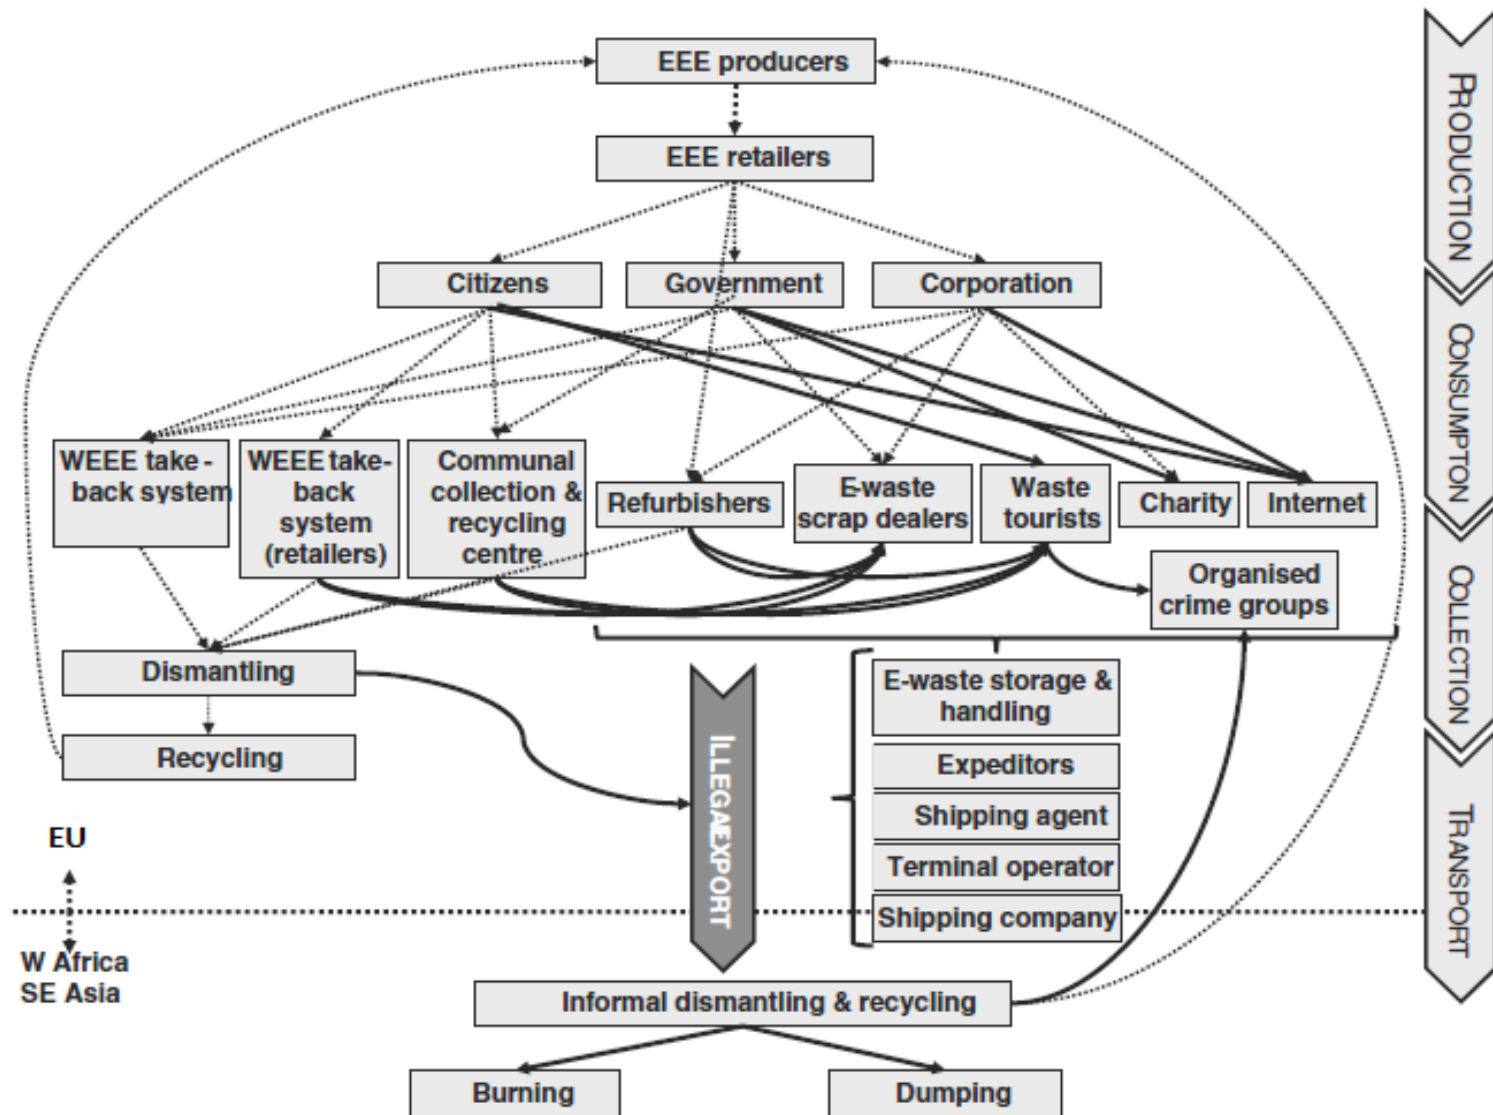 EEE producers
EEE retailers
Citizens
Government
Corporation
WEEE take -
back system
WEEE take-
back
system
(retailers)
Communal
collection &
recycling
centre
Refurbishers
E-waste
scrap dealers
Waste
tourists
Charity
Internet
Organised
crime groups
Dismantling
Recycling
ILLEGAL EXPORT
E-waste storage &
handling
Expeditors
Shipping agent
Terminal operator
Shipping company
EU
W Africa
SE Asia
Informal dismantling & recycling
Burning
Dumping
PRODUCTION
CONSUMPTON
COLLECTION
TRANSPORT